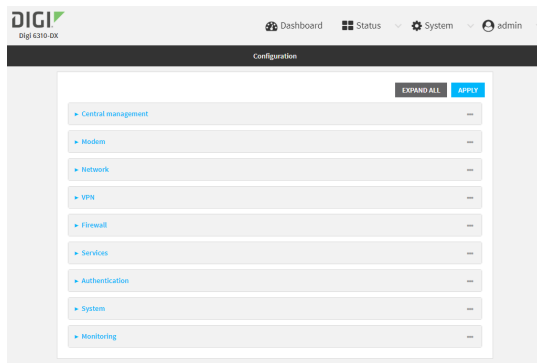 DIGI
Digi 6310-DX
Dashboard Status System admin
Configuration
EXPAND ALL APPLY
Central management
Modem
Network
VPN
Firewall
Services
Authentication
System
Monitoring